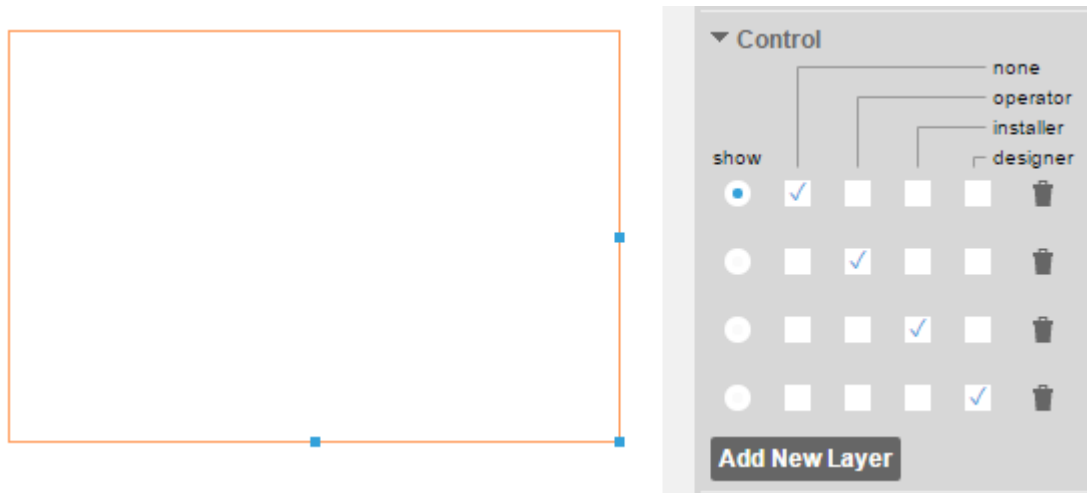 Control
none
operator
installer
show designer
Add New Layer